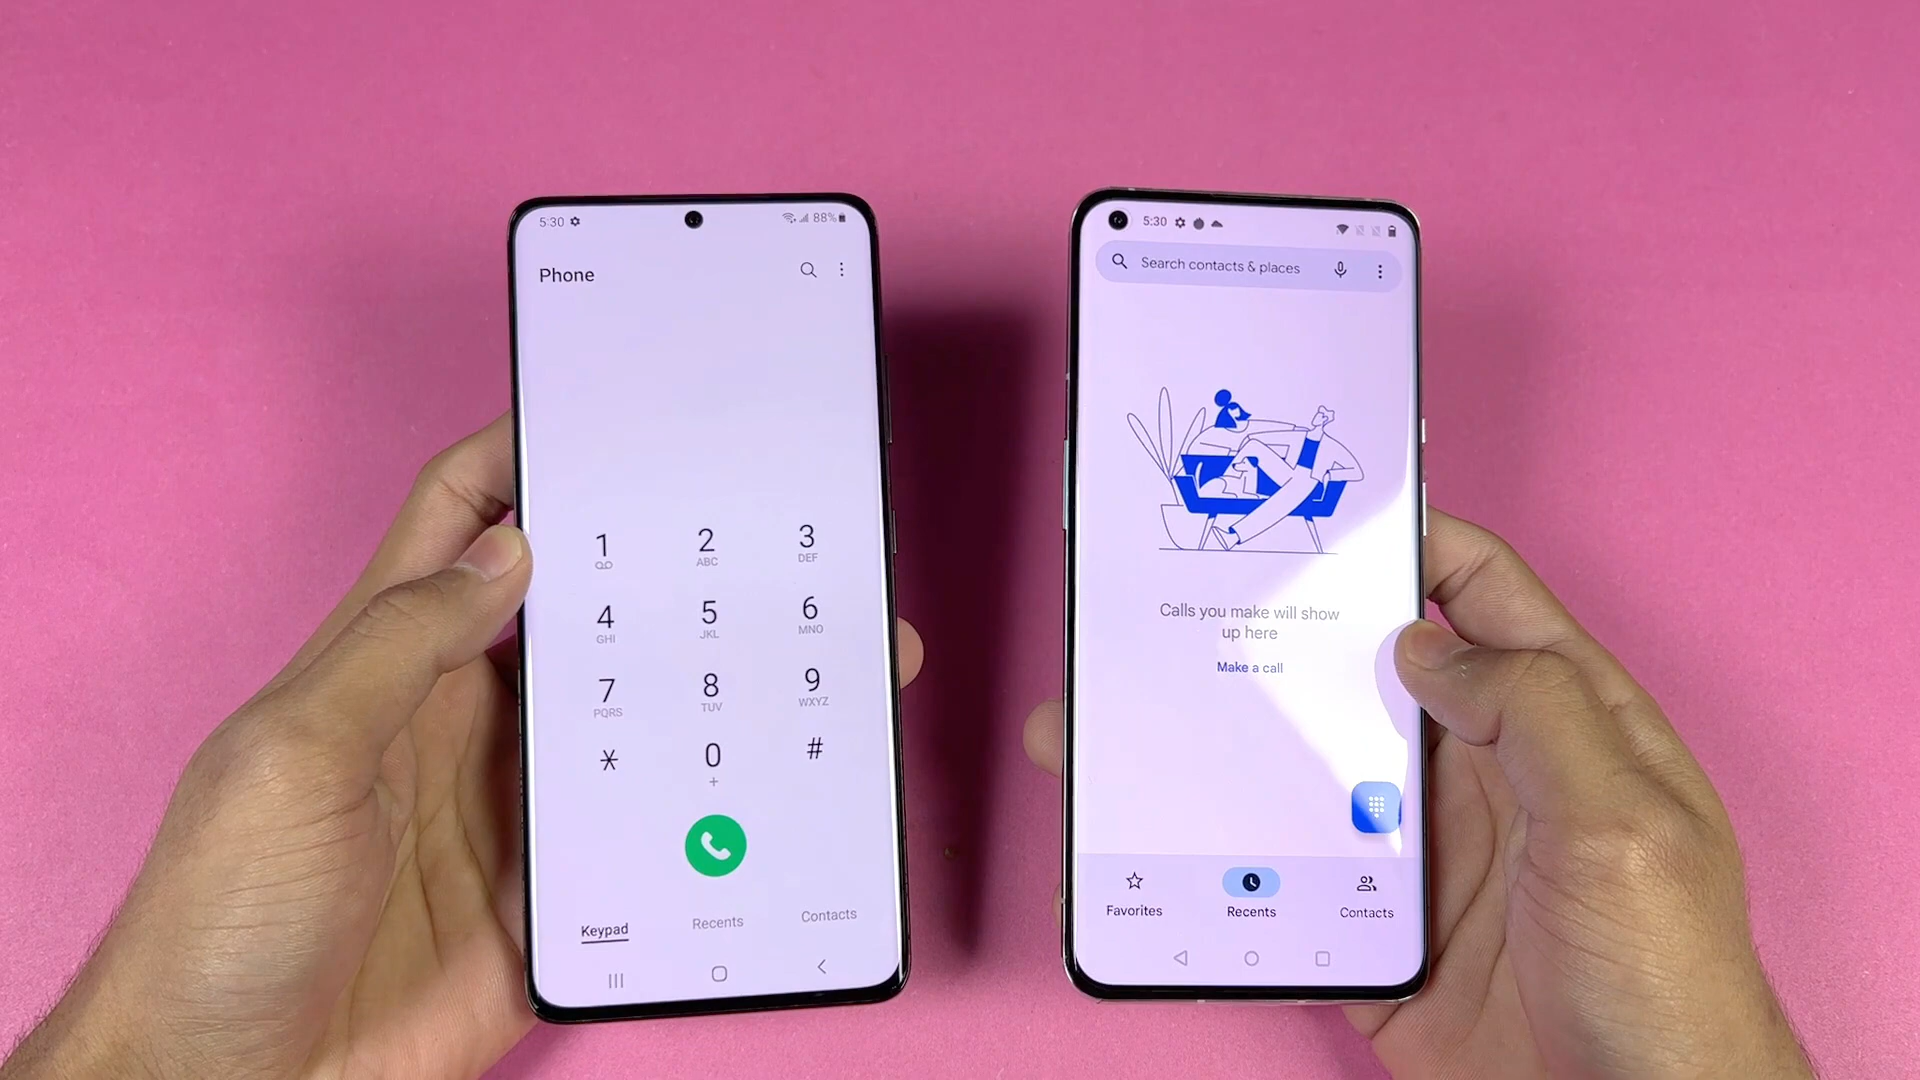 5:30
88%
Phone
1
2
ABC
3
DEF
4
GHI
5
JKL
6
MNO
7
PQRS
8
TUV
9
WXYZ
*
0
+
#
Keypad
Recents
Contacts
5:30
Search contacts & places
Calls you make will show
up here
Make a call
Favorites
Recents
Contacts